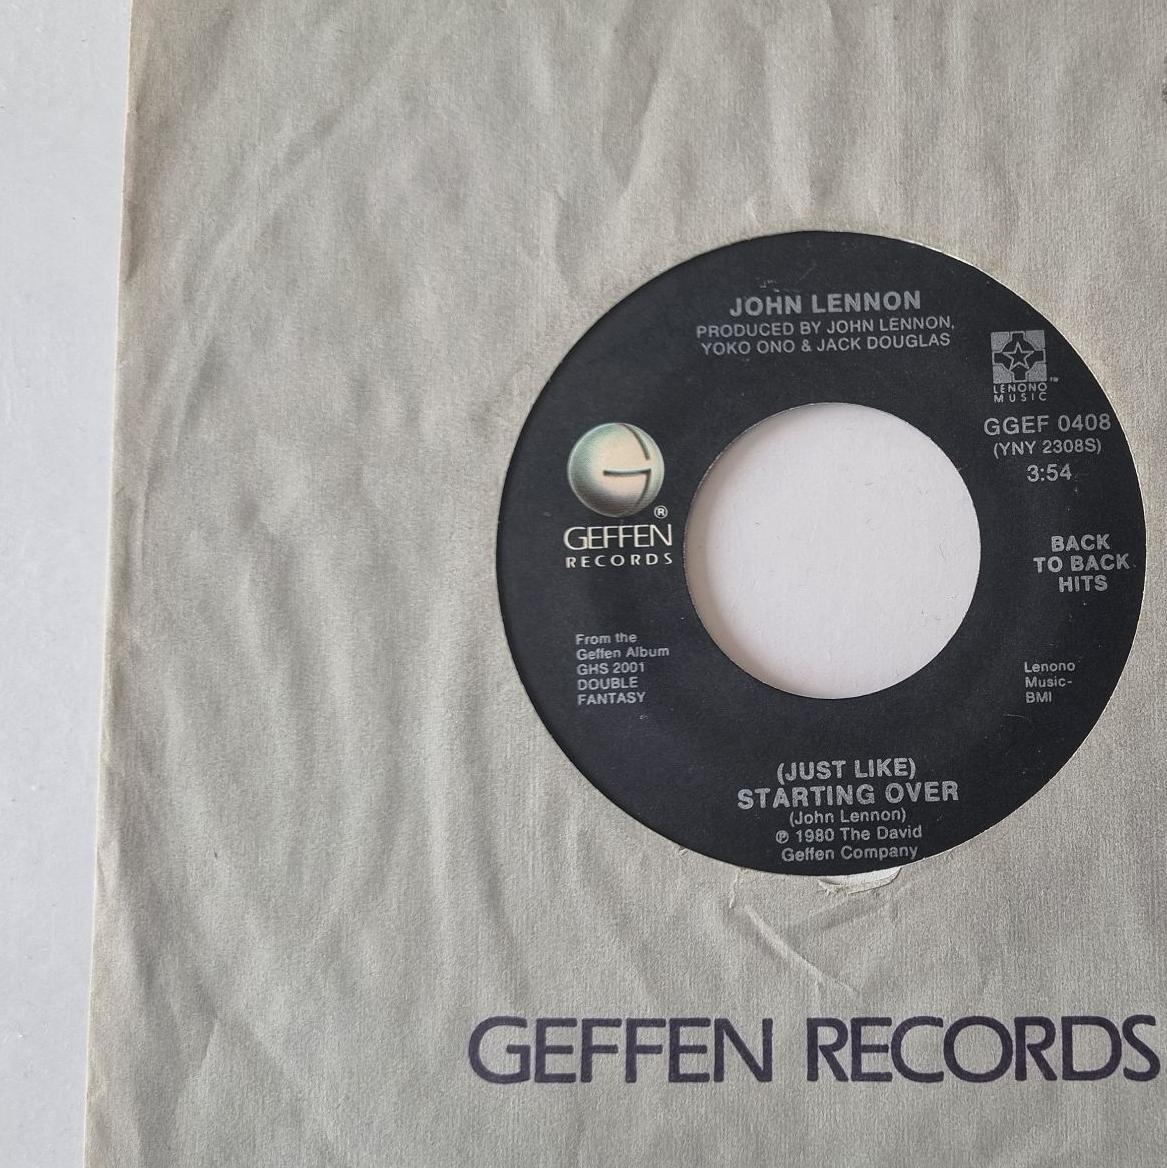 JOHN LENNON
PRODUCED BY JOHN LENNON,
YOKO ONO & JACK DOUGLAS
LENONO™
MUSIC
GGEF 0408
(YNY 2308S)
3:54
GEFFEN®
RECORDS
BACK
TO BACK
HITS
From the
Geffen Album
GHS 2001
DOUBLE
FANTASY
Lenono
Music-
BMI
(JUST LIKE)
STARTING OVER
(John Lennon)
℗ 1980 The David
Geffen Company
GEFFEN RECORDS